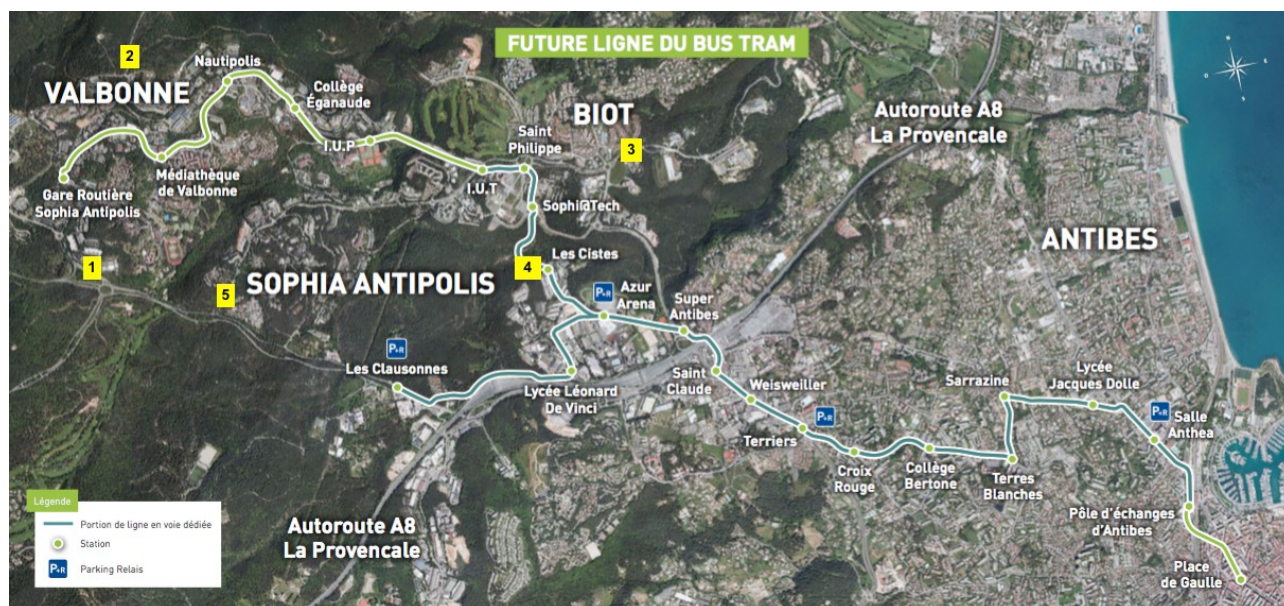 FUTURE LIGNE DU BUS TRAM
2
VALBONNE
Nautipolis
Collège
Éganaude
I.U.P
Médiathèque
de Valbonne
Gare Routière
Sophia Antipolis
BIOT
3
Saint
Philippe
I.U.T
Sophi@Tech
Autoroute A8
La Provencale
N
E
S
O
ANTIBES
1
5
SOPHIA ANTIPOLIS
4
Les Cistes
P+R
Azur
Arena
Super
Antibes
P+R
Les Clausonnes
Lycée Léonard
De Vinci
Saint
Claude
Weisweiller
Terriers
P+R
Croix
Rouge
Collège
Bertone
Sarrazine
Terres
Blanches
Lycée
Jacques Dolle
P+R
Salle
Anthea
Pôle d'échanges
d'Antibes
Place
de Gaulle
Autoroute A8
La Provencale
Légende
Portion de ligne en voie dédiée
Station
P+R
Parking Relais